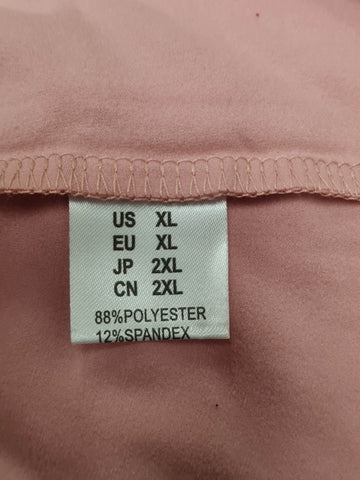 US XL
EU XL
JP 2XL
CN 2XL
88%POLYESTER
12%SPANDEX